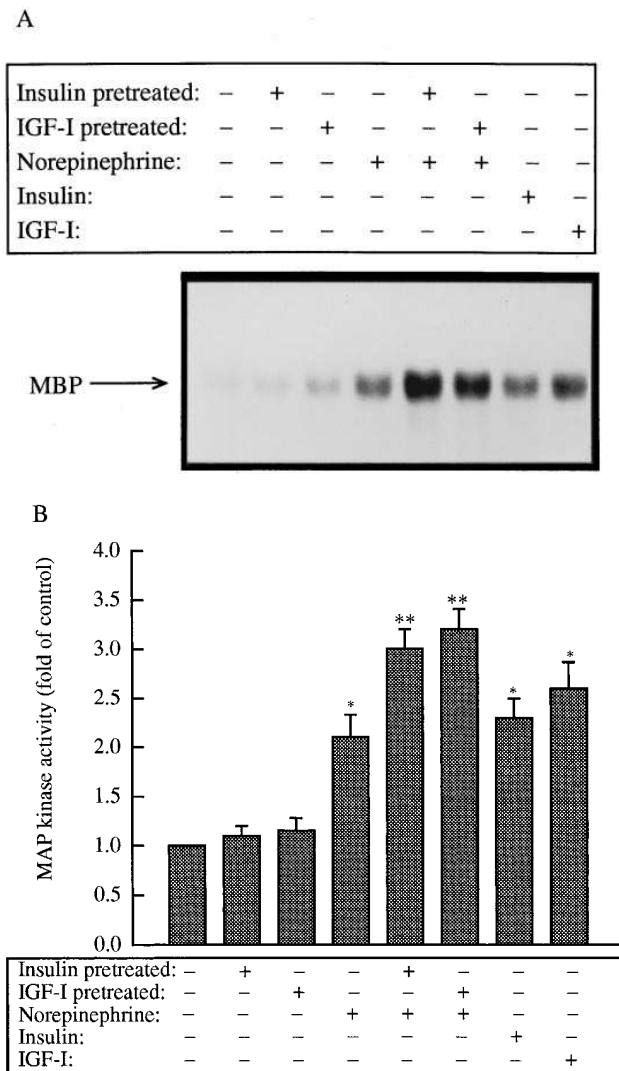 A
Insulin pretreated: – + – – + – – –
IGF-I pretreated: – – + – – + – –
Norepinephrine: – – – + + + – –
Insulin: – – – – – – + –
IGF-I: – – – – – – – +
MBP
B
MAP kinase activity (fold of control)
4.0
3.5
3.0
2.5
2.0
1.5
1.0
0.5
0.0
* ** ** * *
Insulin pretreated: – + – – + – – –
IGF-I pretreated: – – + – – + – –
Norepinephrine: – – – + + + – –
Insulin: – – – – – – + –
IGF-I: – – – – – – – +